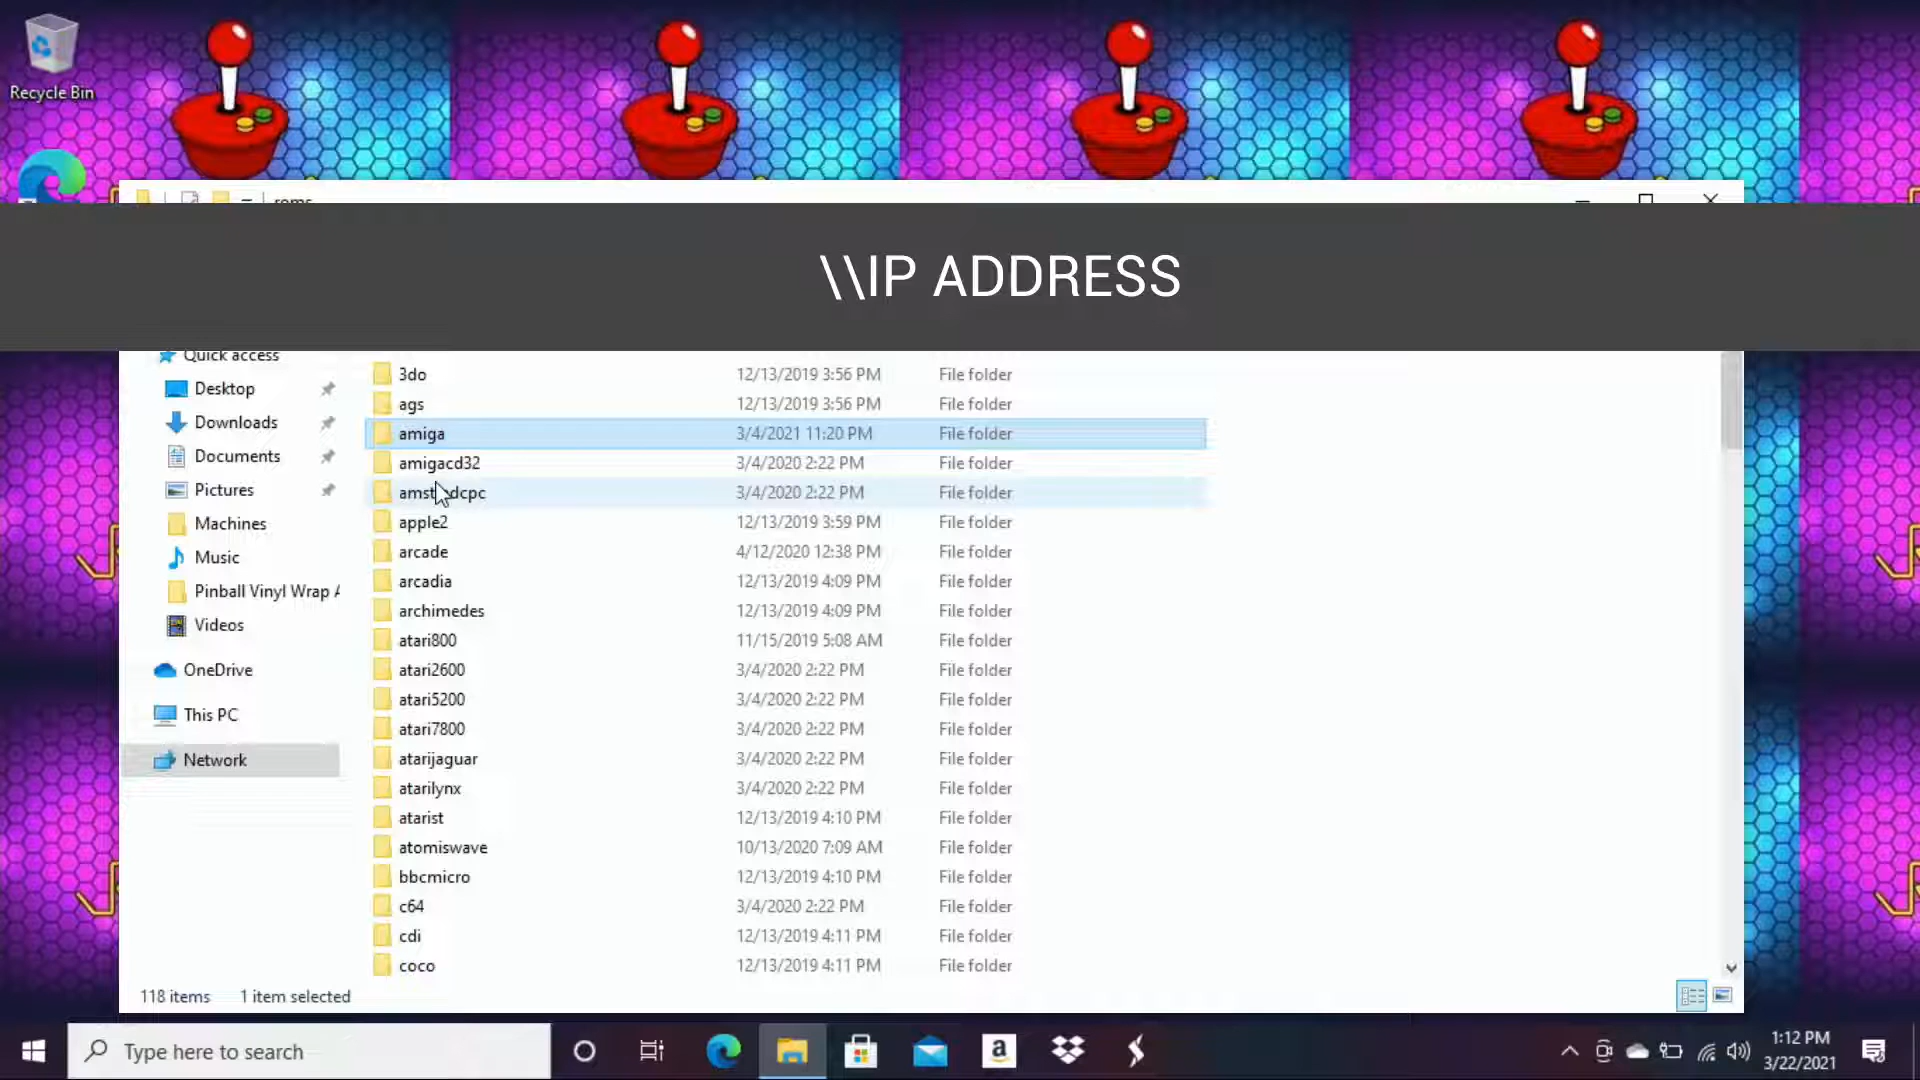 Recycle Bin
roms
\\IP ADDRESS
Quick access
Desktop
Downloads
Documents
Pictures
Machines
Music
Pinball Vinyl Wrap
Videos
OneDrive
This PC
Network
3do 12/13/2019 3:56 PM File folder
ags 12/13/2019 3:56 PM File folder
amiga 3/4/2021 11:20 PM File folder
amigacd32 3/4/2020 2:22 PM File folder
3/4/2020 2:22 PM File folder
apple2 12/13/2019 3:59 PM File folder
arcade 4/12/2020 12:38 PM File folder
arcadia 12/13/2019 4:09 PM File folder
archimedes 12/13/2019 4:09 PM File folder
atari800 11/15/2019 5:08 AM File folder
atari2600 3/4/2020 2:22 PM File folder
atari5200 3/4/2020 2:22 PM File folder
atari7800 3/4/2020 2:22 PM File folder
atarijaguar 3/4/2020 2:22 PM File folder
atarilynx 3/4/2020 2:22 PM File folder
atarist 12/13/2019 4:10 PM File folder
atomiswave 10/13/2020 7:09 AM File folder
bbcmicro 12/13/2019 4:10 PM File folder
c64 3/4/2020 2:22 PM File folder
cdi 12/13/2019 4:11 PM File folder
coco 12/13/2019 4:11 PM File folder
118 items 1 item selected
Type here to search
a
1:12 PM
3/22/2021